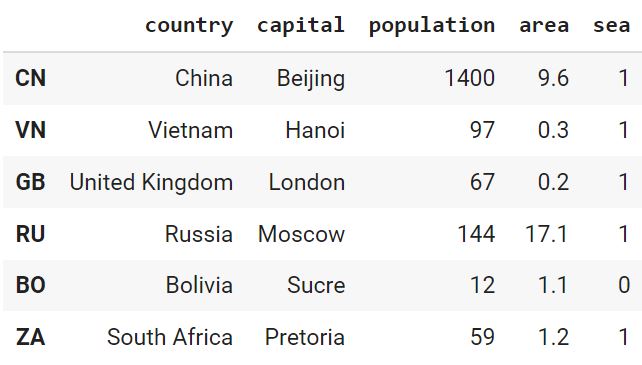 country capital population area sea
CN China Beijing 1400 9.6 1
VN Vietnam Hanoi 97 0.3 1
GB United Kingdom London 67 0.2 1
RU Russia Moscow 144 17.1 1
BO Bolivia Sucre 12 1.1 0
ZA South Africa Pretoria 59 1.2 1